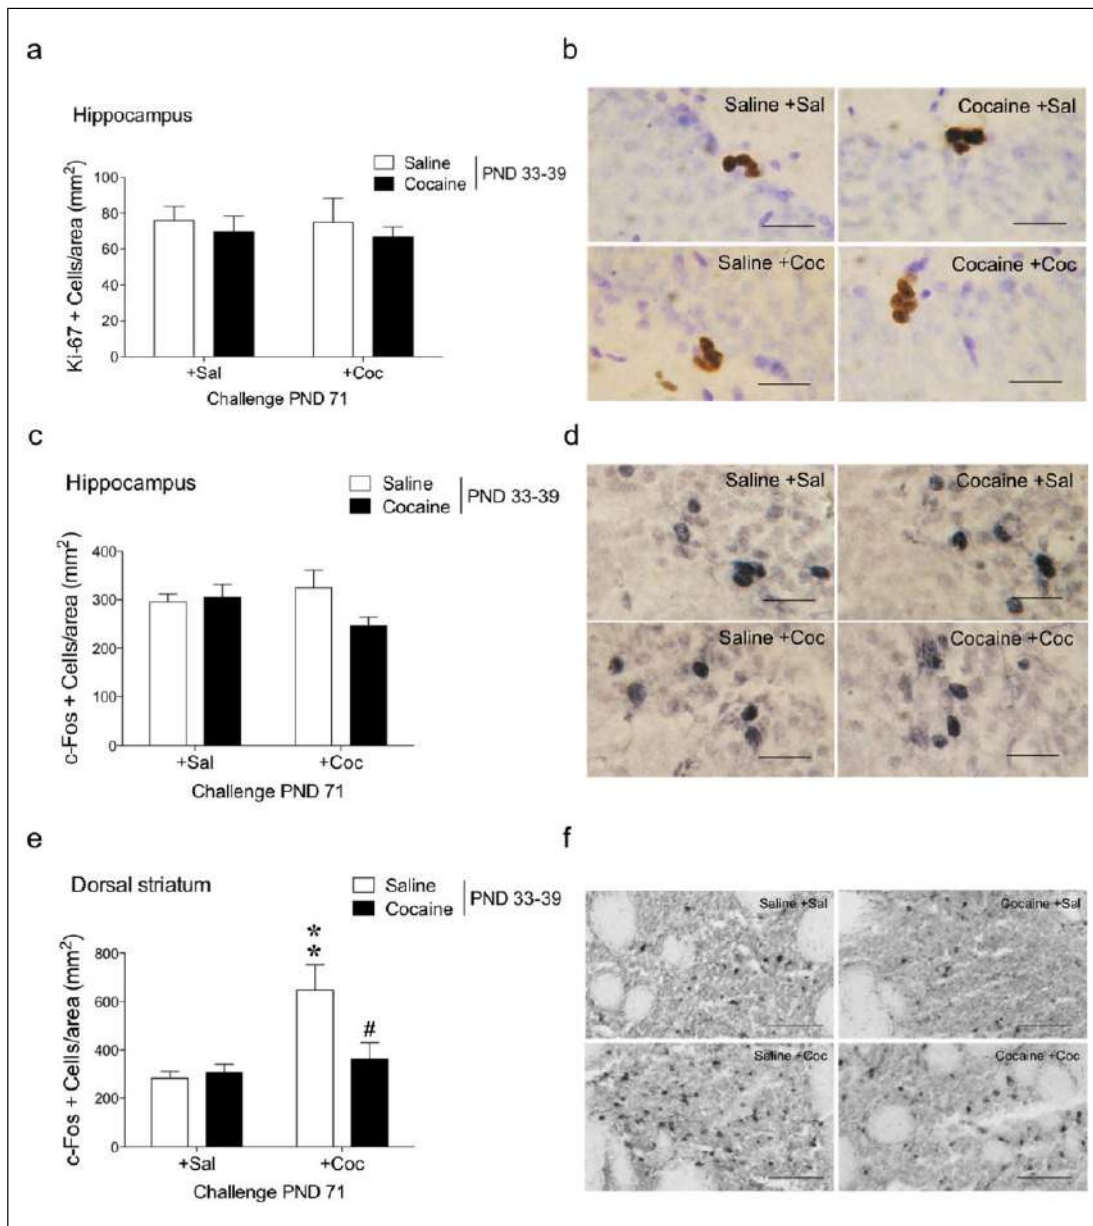 a
Hippocampus
Saline
Cocaine
PND 33-39
Ki-67 + Cells/area (mm²)
100
80
60
40
20
0
+Sal
+Coc
Challenge PND 71
b
Saline +Sal
Cocaine +Sal
Saline +Coc
Cocaine +Coc
c
Hippocampus
Saline
Cocaine
PND 33-39
c-Fos + Cells/area (mm²)
400
300
200
100
0
+Sal
+Coc
Challenge PND 71
d
Saline +Sal
Cocaine +Sal
Saline +Coc
Cocaine +Coc
e
Dorsal striatum
Saline
Cocaine
PND 33-39
c-Fos + Cells/area (mm²)
800
600
400
200
0
*
*
#
+Sal
+Coc
Challenge PND 71
f
Saline +Sal
Cocaine +Sal
Saline +Coc
Cocaine +Coc